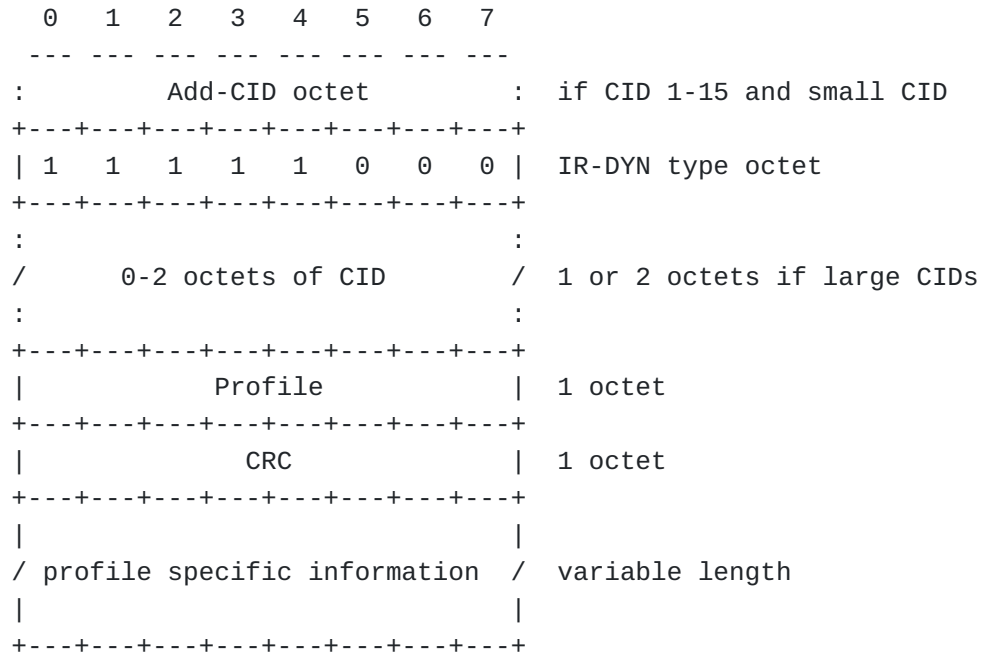 0   1   2   3   4   5   6   7
 --- --- --- --- --- --- --- ---
:         Add-CID octet         :  if CID 1-15 and small CID
+---+---+---+---+---+---+---+---+
| 1   1   1   1   1   0   0   0 |  IR-DYN type octet
+---+---+---+---+---+---+---+---+
:                               :
/      0-2 octets of CID        /  1 or 2 octets if large CIDs
:                               :
+---+---+---+---+---+---+---+---+
|            Profile            |  1 octet
+---+---+---+---+---+---+---+---+
|              CRC              |  1 octet
+---+---+---+---+---+---+---+---+
|                               |
/ profile specific information  /  variable length
|                               |
+---+---+---+---+---+---+---+---+